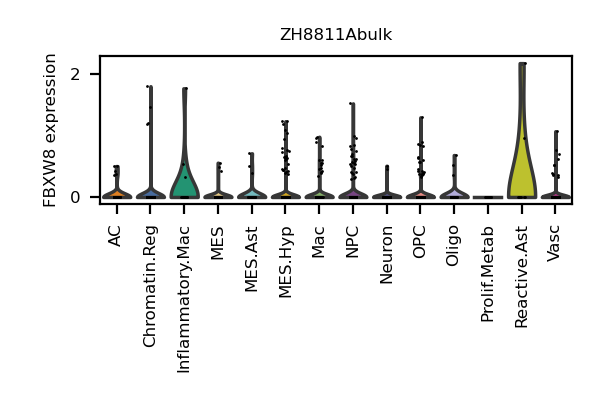 ZH8811Abulk
FBXW8 expression
2
0
AC
Chromatin.Reg
Inflammatory.Mac
MES
MES.Ast
MES.Hyp
Mac
NPC
Neuron
OPC
Oligo
Prolif.Metab
Reactive.Ast
Vasc